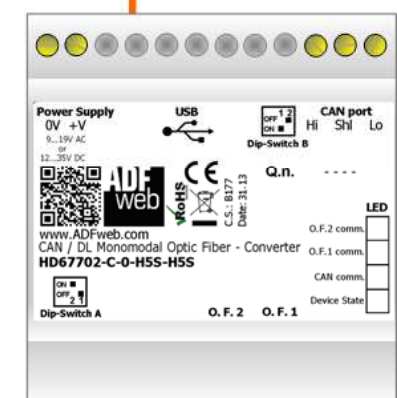 Power Supply
0V +V
9...19V AC
or
12...35V DC
USB
OFF 1 2
ON
Dip-Switch B
CAN port
Hi Shl Lo
ADF
web
RoHS
CE
C.S.: B177
Date: 31.13
Q.n. - - - -
www.ADFweb.com
CAN / DL Monomodal Optic Fiber - Converter
HD67702-C-0-H5S-H5S
LED
O.F.2 comm.
O.F.1 comm.
CAN comm.
Device State
ON
OFF 2 1
Dip-Switch A
O. F. 2 O. F. 1